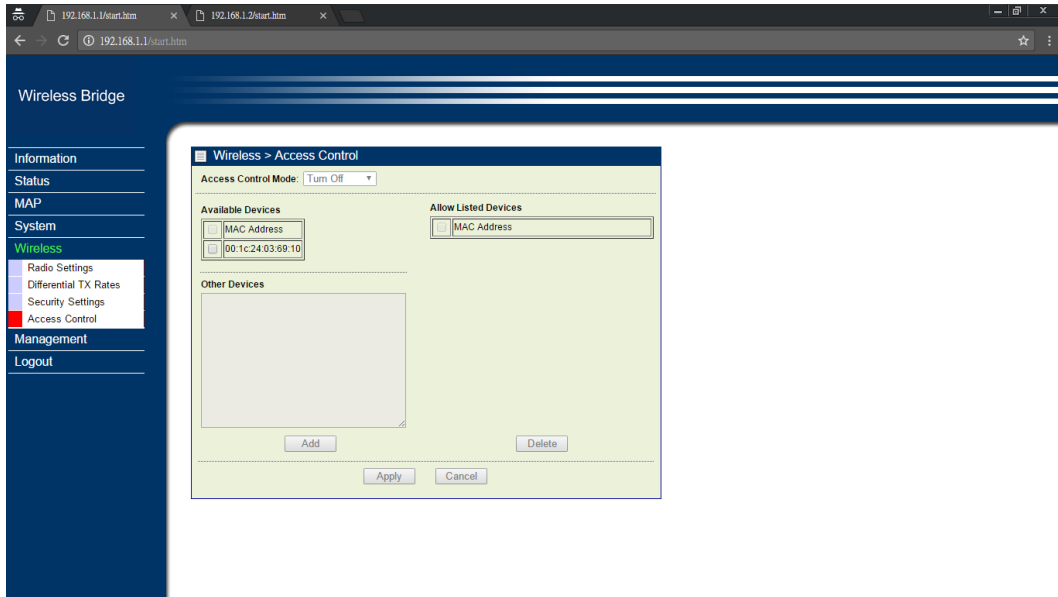 192.168.1.1/start.htm
192.168.1.2/start.htm
192.168.1.1/start.htm
Wireless Bridge
Information
Status
MAP
System
Wireless
Radio Settings
Differential TX Rates
Security Settings
Access Control
Management
Logout
Wireless > Access Control
Access Control Mode: Turn Off
Available Devices
MAC Address
00:1c:24:03:69:10
Allow Listed Devices
MAC Address
Other Devices
Add
Delete
Apply
Cancel